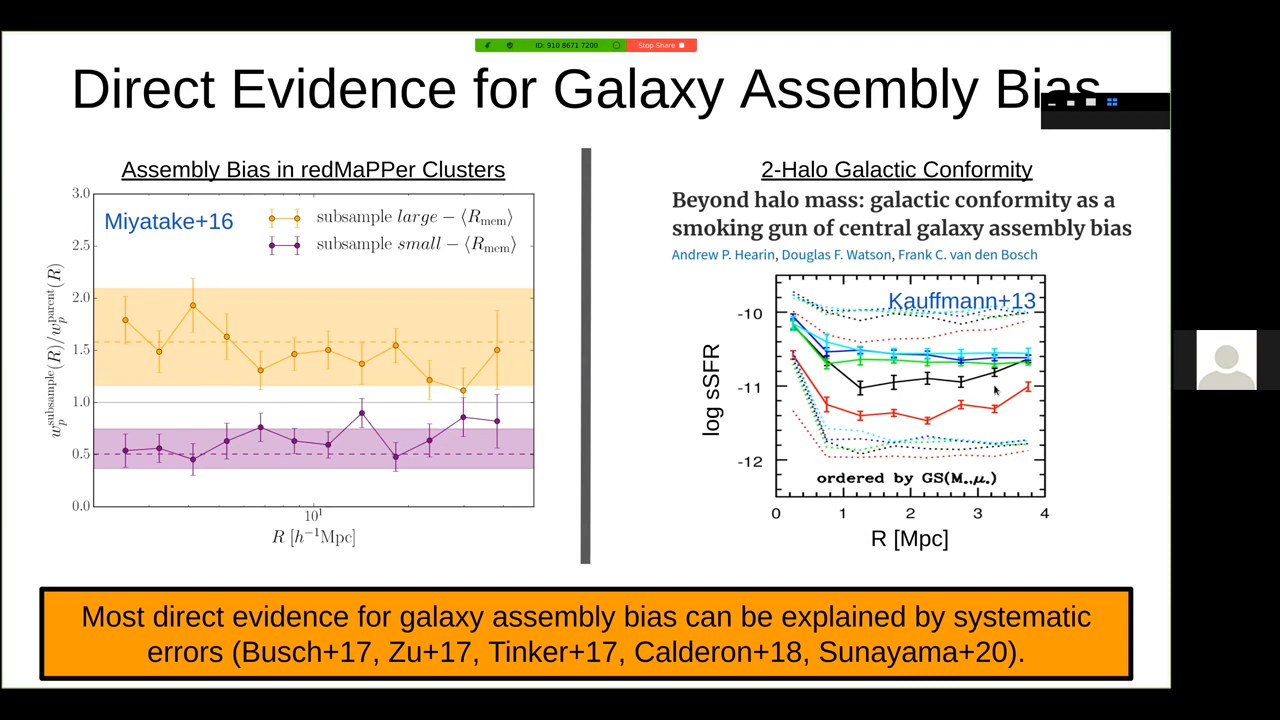 ID: 910 8671 7200
Stop Share
Direct Evidence for Galaxy Assembly Bias
Assembly Bias in redMaPPer Clusters
Miyatake+16
subsample large − ⟨R_mem⟩
subsample small − ⟨R_mem⟩
w_p^subsample(R)/w_p^parent(R)
3.0
2.5
2.0
1.5
1.0
0.5
0.0
10¹
R [h⁻¹Mpc]
2-Halo Galactic Conformity
Beyond halo mass: galactic conformity as a
smoking gun of central galaxy assembly bias
Andrew P. Hearin, Douglas F. Watson, Frank C. van den Bosch
Kauffmann+13
log sSFR
-10
-11
-12
ordered by GS(M*,μ*)
0 1 2 3 4
R [Mpc]
Most direct evidence for galaxy assembly bias can be explained by systematic
errors (Busch+17, Zu+17, Tinker+17, Calderon+18, Sunayama+20).